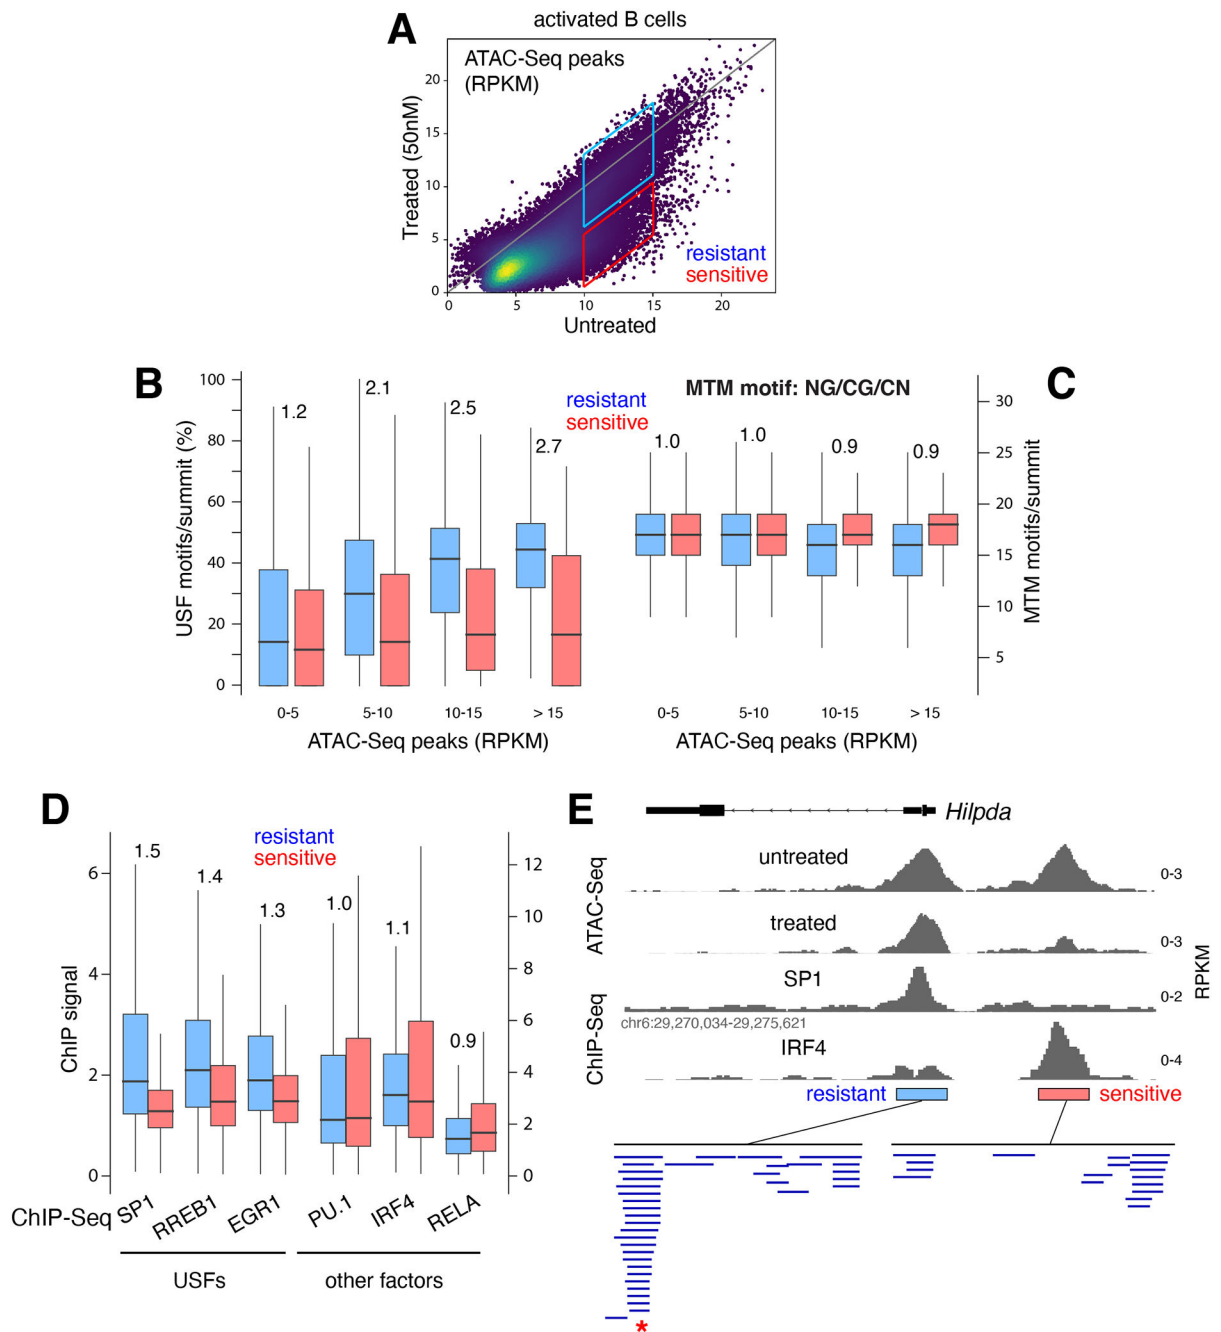 A
activated B cells
ATAC-Seq peaks
(RPKM)
Treated (50nM)
20
15
10
5
0
resistant
sensitive
0 5 10 15 20
Untreated
B
USF motifs/summit (%)
100
80
60
40
20
0
1.2
2.1
2.5
2.7
resistant
sensitive
0-5 5-10 10-15 > 15
ATAC-Seq peaks (RPKM)
C
MTM motif: NG/CG/CN
1.0
1.0
0.9
0.9
30
25
20
15
10
5
MTM motifs/summit
0-5 5-10 10-15 > 15
ATAC-Seq peaks (RPKM)
D
resistant
sensitive
ChIP signal
6
4
2
0
1.5
1.4
1.3
1.0
1.1
0.9
12
10
8
6
4
2
0
ChIP-Seq SP1 RREB1 EGR1 PU.1 IRF4 RELA
USFs other factors
E
Hilpda
ATAC-Seq
untreated
0-3
treated
0-3
RPKM
ChIP-Seq
SP1
0-2
chr6:29,270,034-29,275,621
IRF4
0-4
resistant sensitive
*